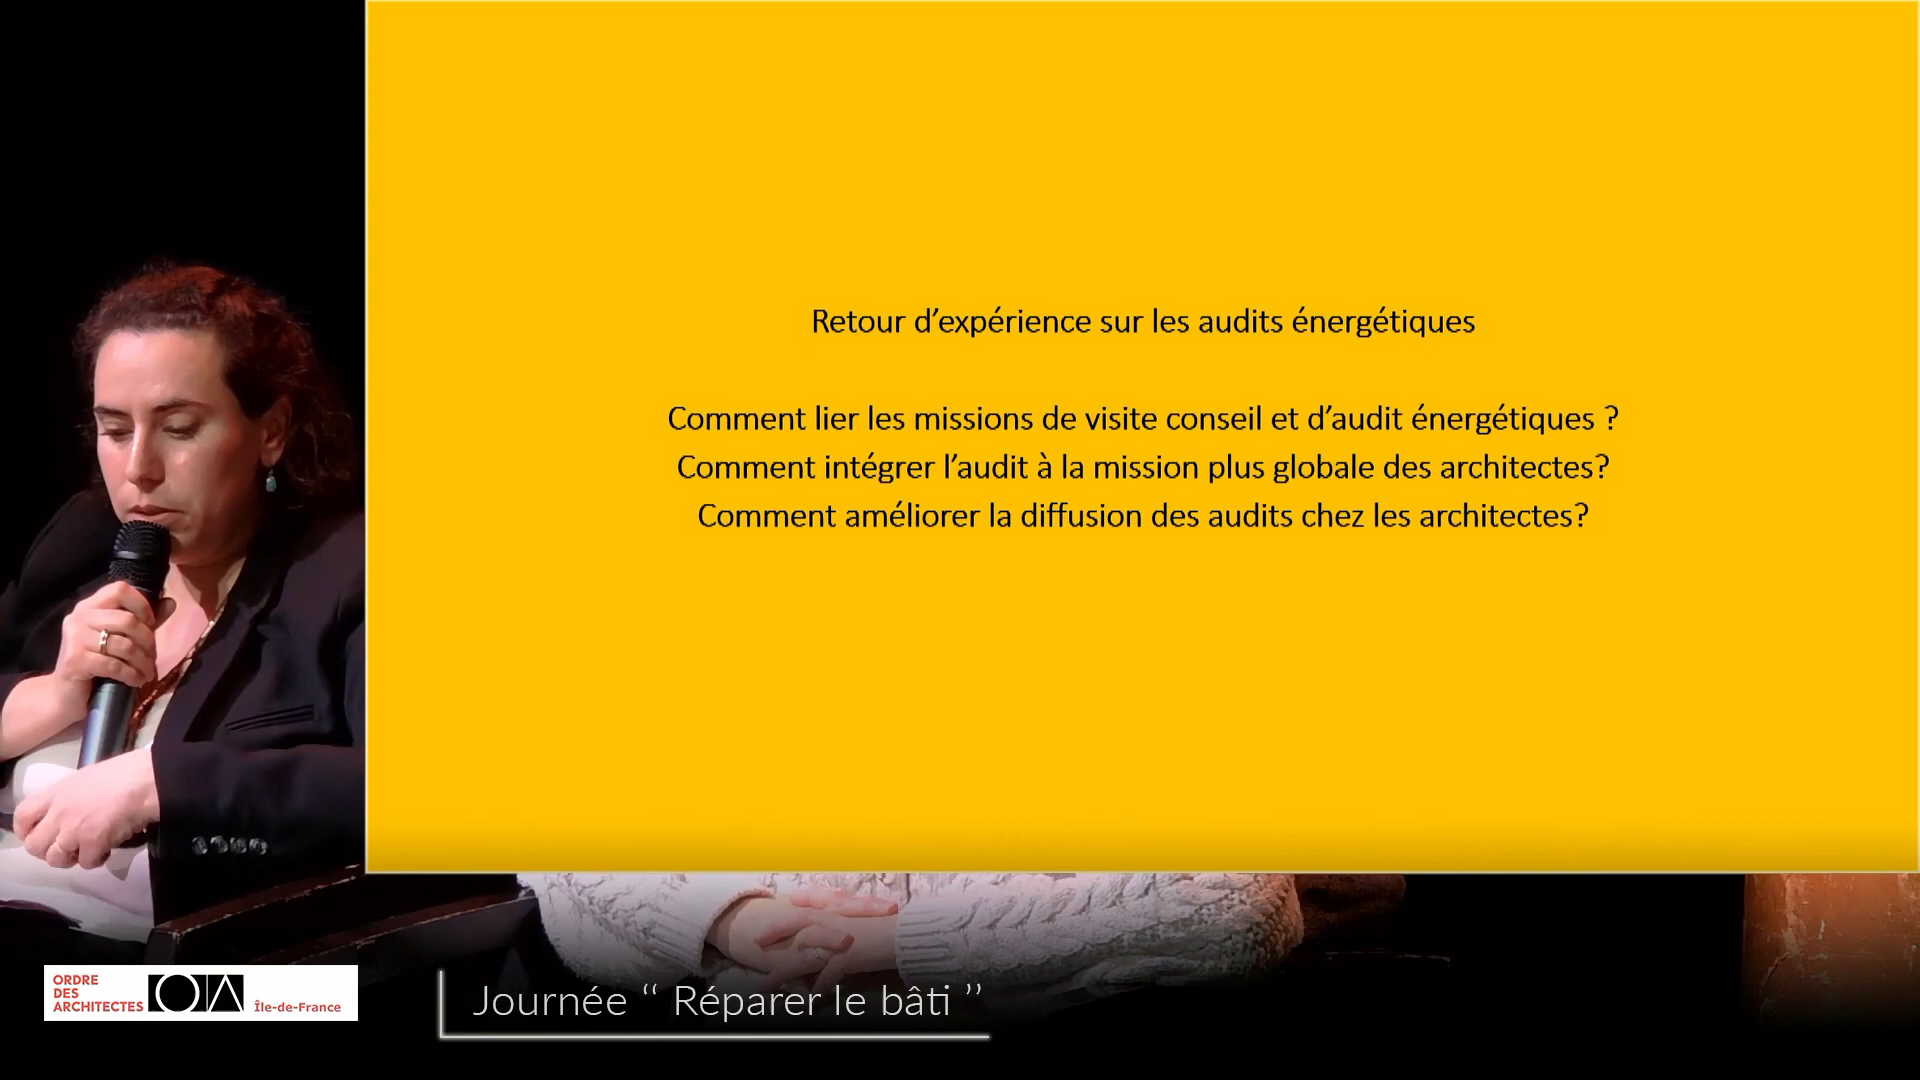 Retour d’expérience sur les audits énergétiques
Comment lier les missions de visite conseil et d’audit énergétiques ?
Comment intégrer l’audit à la mission plus globale des architectes?
Comment améliorer la diffusion des audits chez les architectes?
ORDRE
DES
ARCHITECTES
Île-de-France
Journée “ Réparer le bâti ”